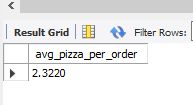 Result Grid Filter Rows:
avg_pizza_per_order
2.3220